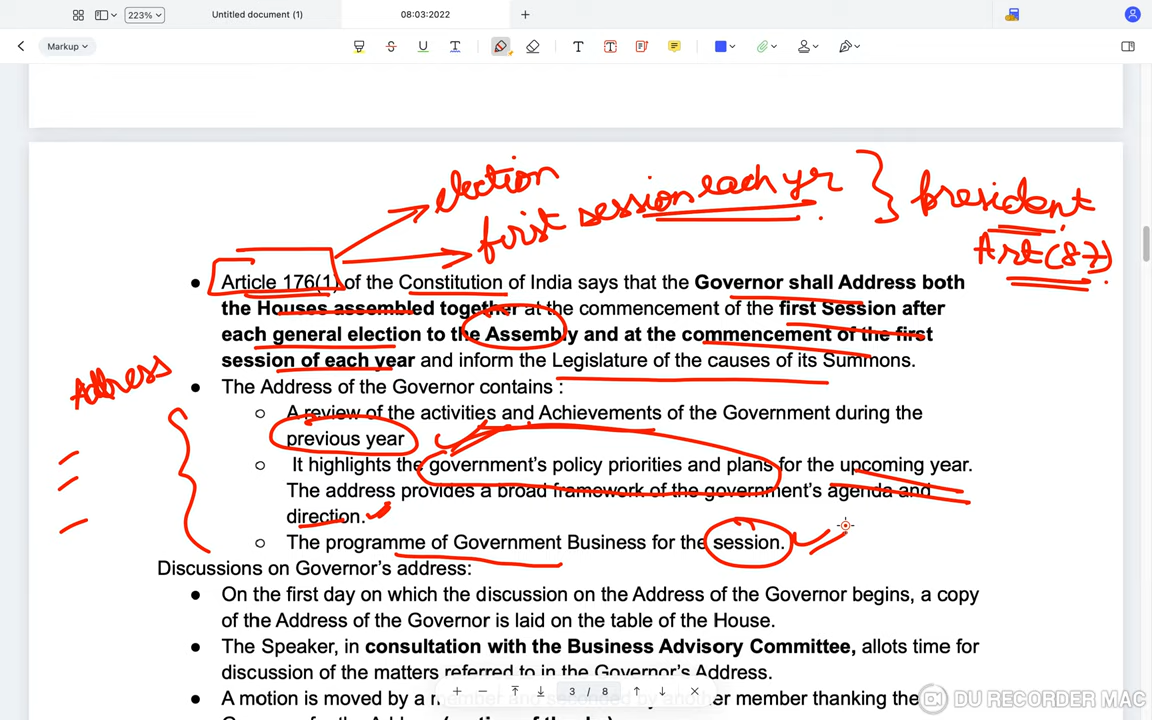 223%
Untitled document (1)
08:03:2022
Markup
election
first session each yr
President
Art(87)
● Article 176(1) of the Constitution of India says that the Governor shall Address both
the Houses assembled together at the commencement of the first Session after
each general election to the Assembly and at the commencement of the first
session of each year and inform the Legislature of the causes of its Summons.
Address
● The Address of the Governor contains :
○ A review of the activities and Achievements of the Government during the
previous year
○ It highlights the government's policy priorities and plans for the upcoming year.
The address provides a broad framework of the government's agenda and
direction.
○ The programme of Government Business for the session.
Discussions on Governor's address:
● On the first day on which the discussion on the Address of the Governor begins, a copy
of the Address of the Governor is laid on the table of the House.
● The Speaker, in consultation with the Business Advisory Committee, allots time for
discussion of the matters referred to in the Governor's Address.
● A motion is moved by a member and seconded by another member thanking the
3 / 8
DU RECORDER MAC